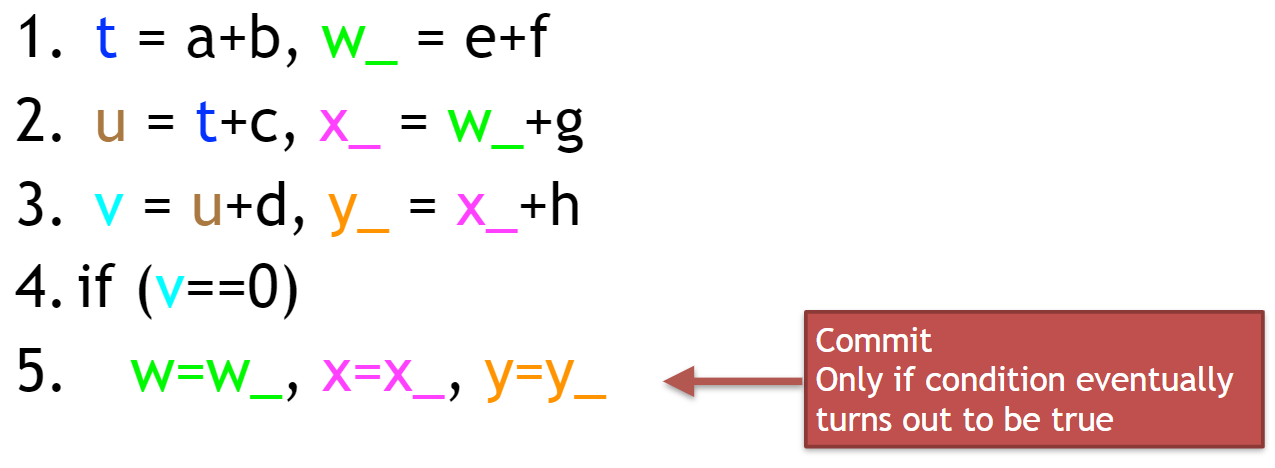 1. t = a+b, w_ = e+f
2. u = t+c, x_ = w_+g
3. v = u+d, y_ = x_+h
4. if (v==0)
5. w=w_, x=x_, y=y_
Commit
Only if condition eventually
turns out to be true